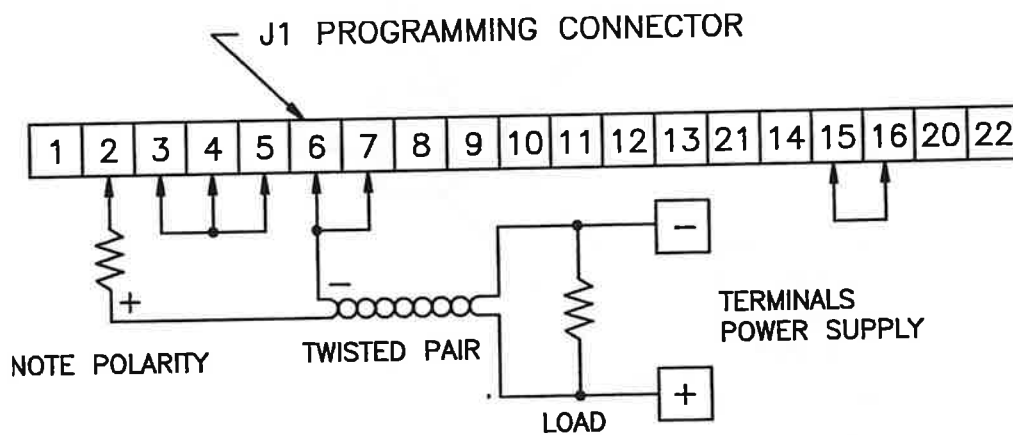 J1 PROGRAMMING CONNECTOR
1 2 3 4 5 6 7 8 9 10 11 12 13 21 14 15 16 20 22
−
−
+
TERMINALS
POWER SUPPLY
NOTE POLARITY
TWISTED PAIR
+
LOAD